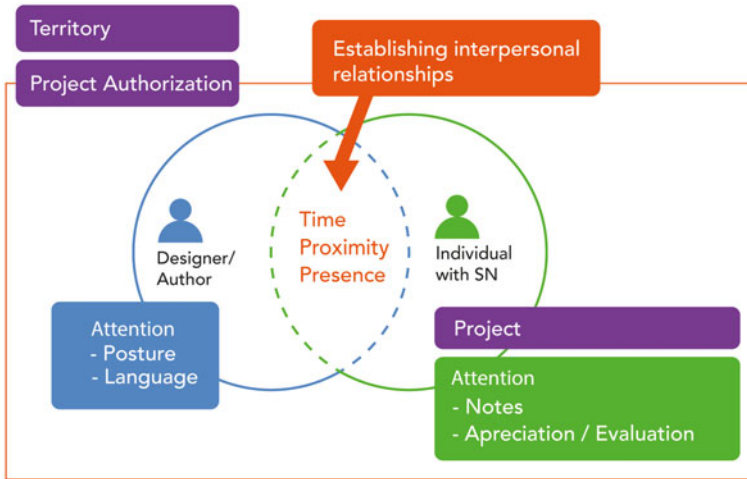 Territory
Project Authorization
Establishing interpersonal
relationships
Time
Proximity
Presence
Designer/
Author
Individual
with SN
Attention
- Posture
- Language
Project
Attention
- Notes
- Apreciation / Evaluation